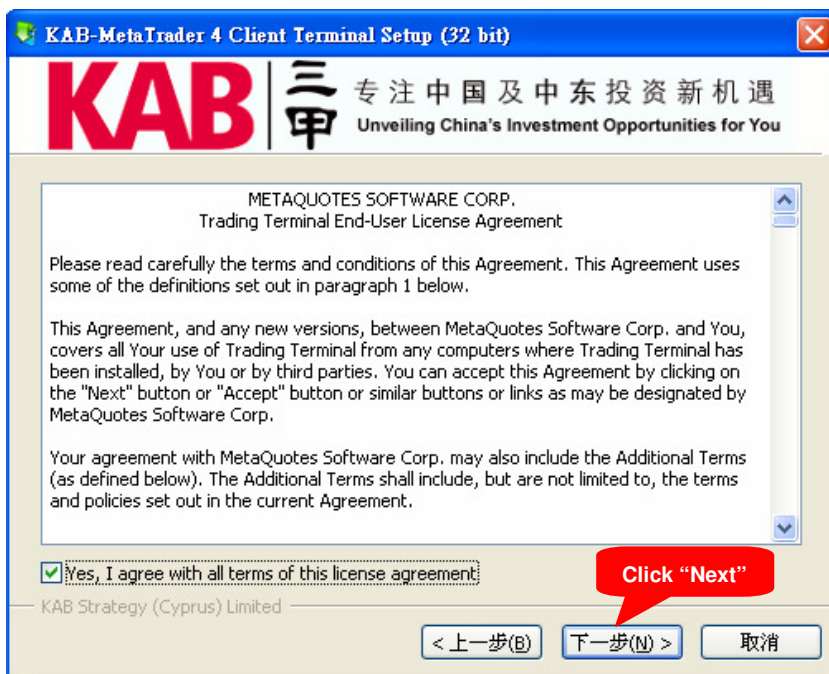 KAB-MetaTrader 4 Client Terminal Setup (32 bit)
KAB 三甲 专注中国及中东投资新机遇
Unveiling China's Investment Opportunities for You
METAQUOTES SOFTWARE CORP.
Trading Terminal End-User License Agreement
Please read carefully the terms and conditions of this Agreement. This Agreement uses
some of the definitions set out in paragraph 1 below.
This Agreement, and any new versions, between MetaQuotes Software Corp. and You,
covers all Your use of Trading Terminal from any computers where Trading Terminal has
been installed, by You or by third parties. You can accept this Agreement by clicking on
the "Next" button or "Accept" button or similar buttons or links as may be designated by
MetaQuotes Software Corp.
Your agreement with MetaQuotes Software Corp. may also include the Additional Terms
(as defined below). The Additional Terms shall include, but are not limited to, the terms
and policies set out in the current Agreement.
Yes, I agree with all terms of this license agreement
Click “Next”
KAB Strategy (Cyprus) Limited
< 上一步(B) 下一步(N) > 取消